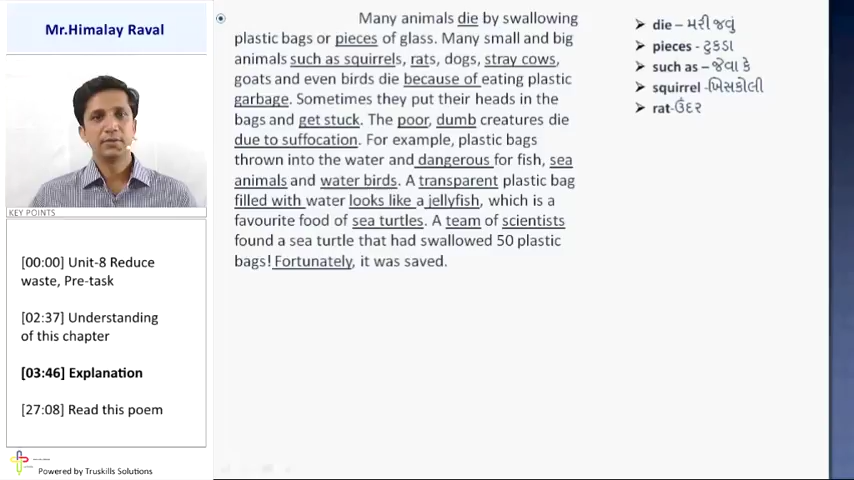 Mr.Himalay Raval
KEY POINTS
[00:00] Unit-8 Reduce
waste, Pre-task
[02:37] Understanding
of this chapter
[03:46] Explanation
[27:08] Read this poem
Powered by Truskills Solutions
Many animals die by swallowing
plastic bags or pieces of glass. Many small and big
animals such as squirrels, rats, dogs, stray cows,
goats and even birds die because of eating plastic
garbage. Sometimes they put their heads in the
bags and get stuck. The poor, dumb creatures die
due to suffocation. For example, plastic bags
thrown into the water and dangerous for fish, sea
animals and water birds. A transparent plastic bag
filled with water looks like a jellyfish, which is a
favourite food of sea turtles. A team of scientists
found a sea turtle that had swallowed 50 plastic
bags! Fortunately, it was saved.
die – મરી જવું
pieces - ટુકડા
such as – જેવા કે
squirrel -ખિસકોલી
rat-ઉંદર